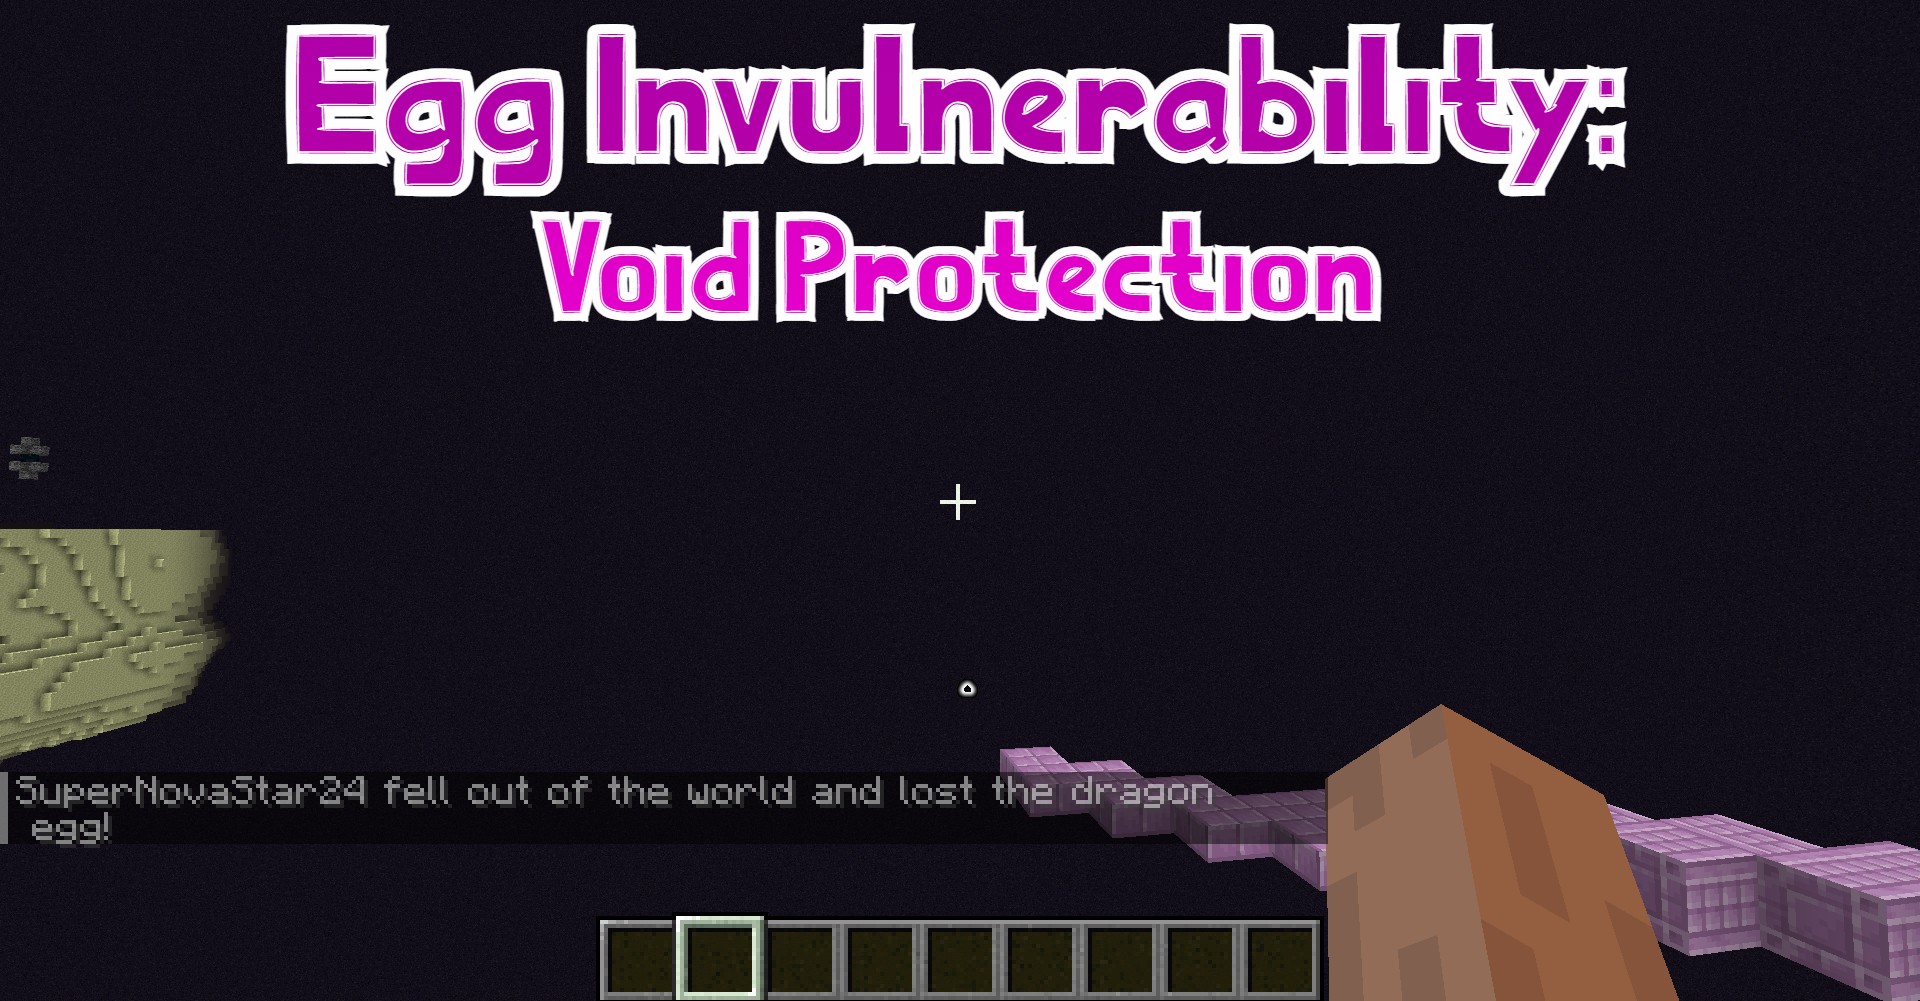 Egg Invulnerability:
Void Protection
SuperNovaStar24 fell out of the world and lost the dragon
egg!